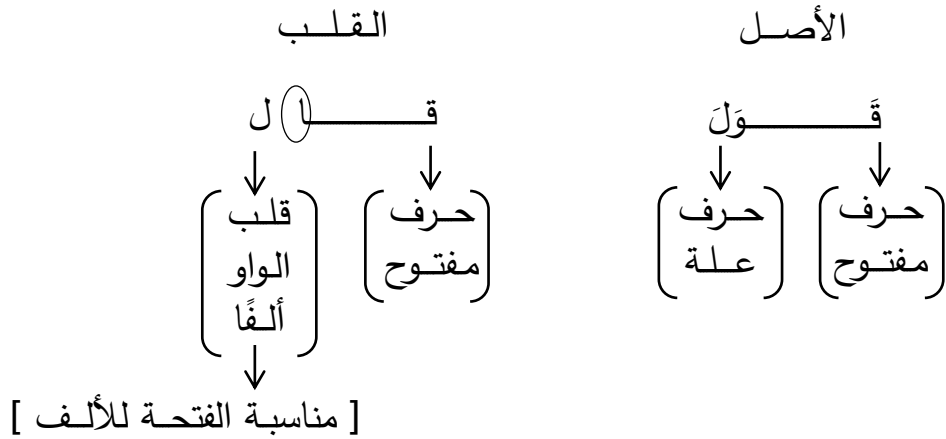 الأصل القلب
قَوَلَ قال
حرف حرف حرف قلب
مفتوح علة مفتوح الواو
ألفًا
[ مناسبة الفتحة للألف ]